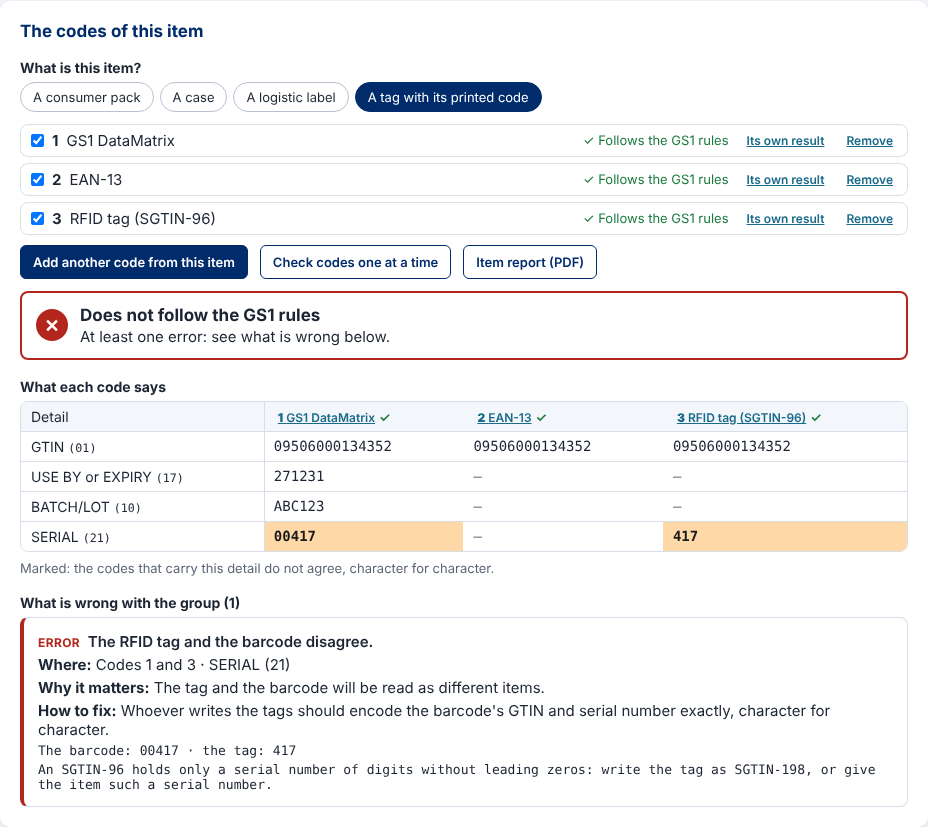 The codes of this item
What is this item?
A consumer pack
A case
A logistic label
A tag with its printed code
1 GS1 DataMatrix ✓ Follows the GS1 rules Its own result Remove
2 EAN-13 ✓ Follows the GS1 rules Its own result Remove
3 RFID tag (SGTIN-96) ✓ Follows the GS1 rules Its own result Remove
Add another code from this item
Check codes one at a time
Item report (PDF)
Does not follow the GS1 rules
At least one error: see what is wrong below.
What each code says
Detail 1 GS1 DataMatrix ✓ 2 EAN-13 ✓ 3 RFID tag (SGTIN-96) ✓
GTIN (01) 09506000134352 09506000134352 09506000134352
USE BY or EXPIRY (17) 271231 – –
BATCH/LOT (10) ABC123 – –
SERIAL (21) 00417 – 417
Marked: the codes that carry this detail do not agree, character for character.
What is wrong with the group (1)
ERROR The RFID tag and the barcode disagree.
Where: Codes 1 and 3 · SERIAL (21)
Why it matters: The tag and the barcode will be read as different items.
How to fix: Whoever writes the tags should encode the barcode's GTIN and serial number exactly, character for
character.
The barcode: 00417 · the tag: 417
An SGTIN-96 holds only a serial number of digits without leading zeros: write the tag as SGTIN-198, or give
the item such a serial number.